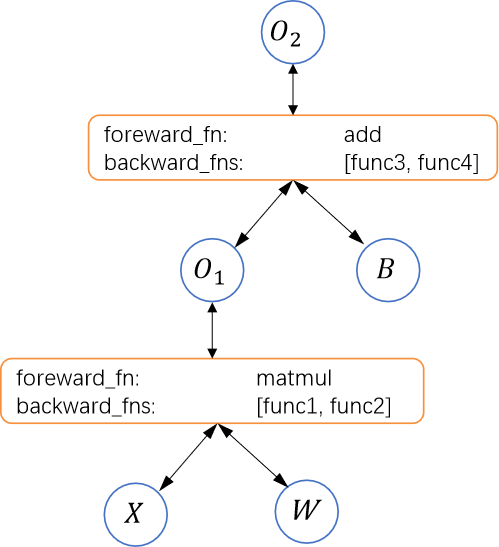 O₂
foreward_fn: add
backward_fns: [func3, func4]
O₁ B
foreward_fn: matmul
backward_fns: [func1, func2]
X W